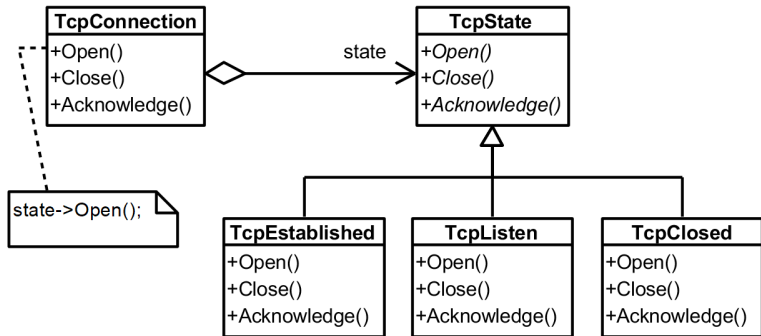 TcpConnection
+Open()
+Close()
+Acknowledge()
state
TcpState
+Open()
+Close()
+Acknowledge()
state->Open();
TcpEstablished
+Open()
+Close()
+Acknowledge()
TcpListen
+Open()
+Close()
+Acknowledge()
TcpClosed
+Open()
+Close()
+Acknowledge()